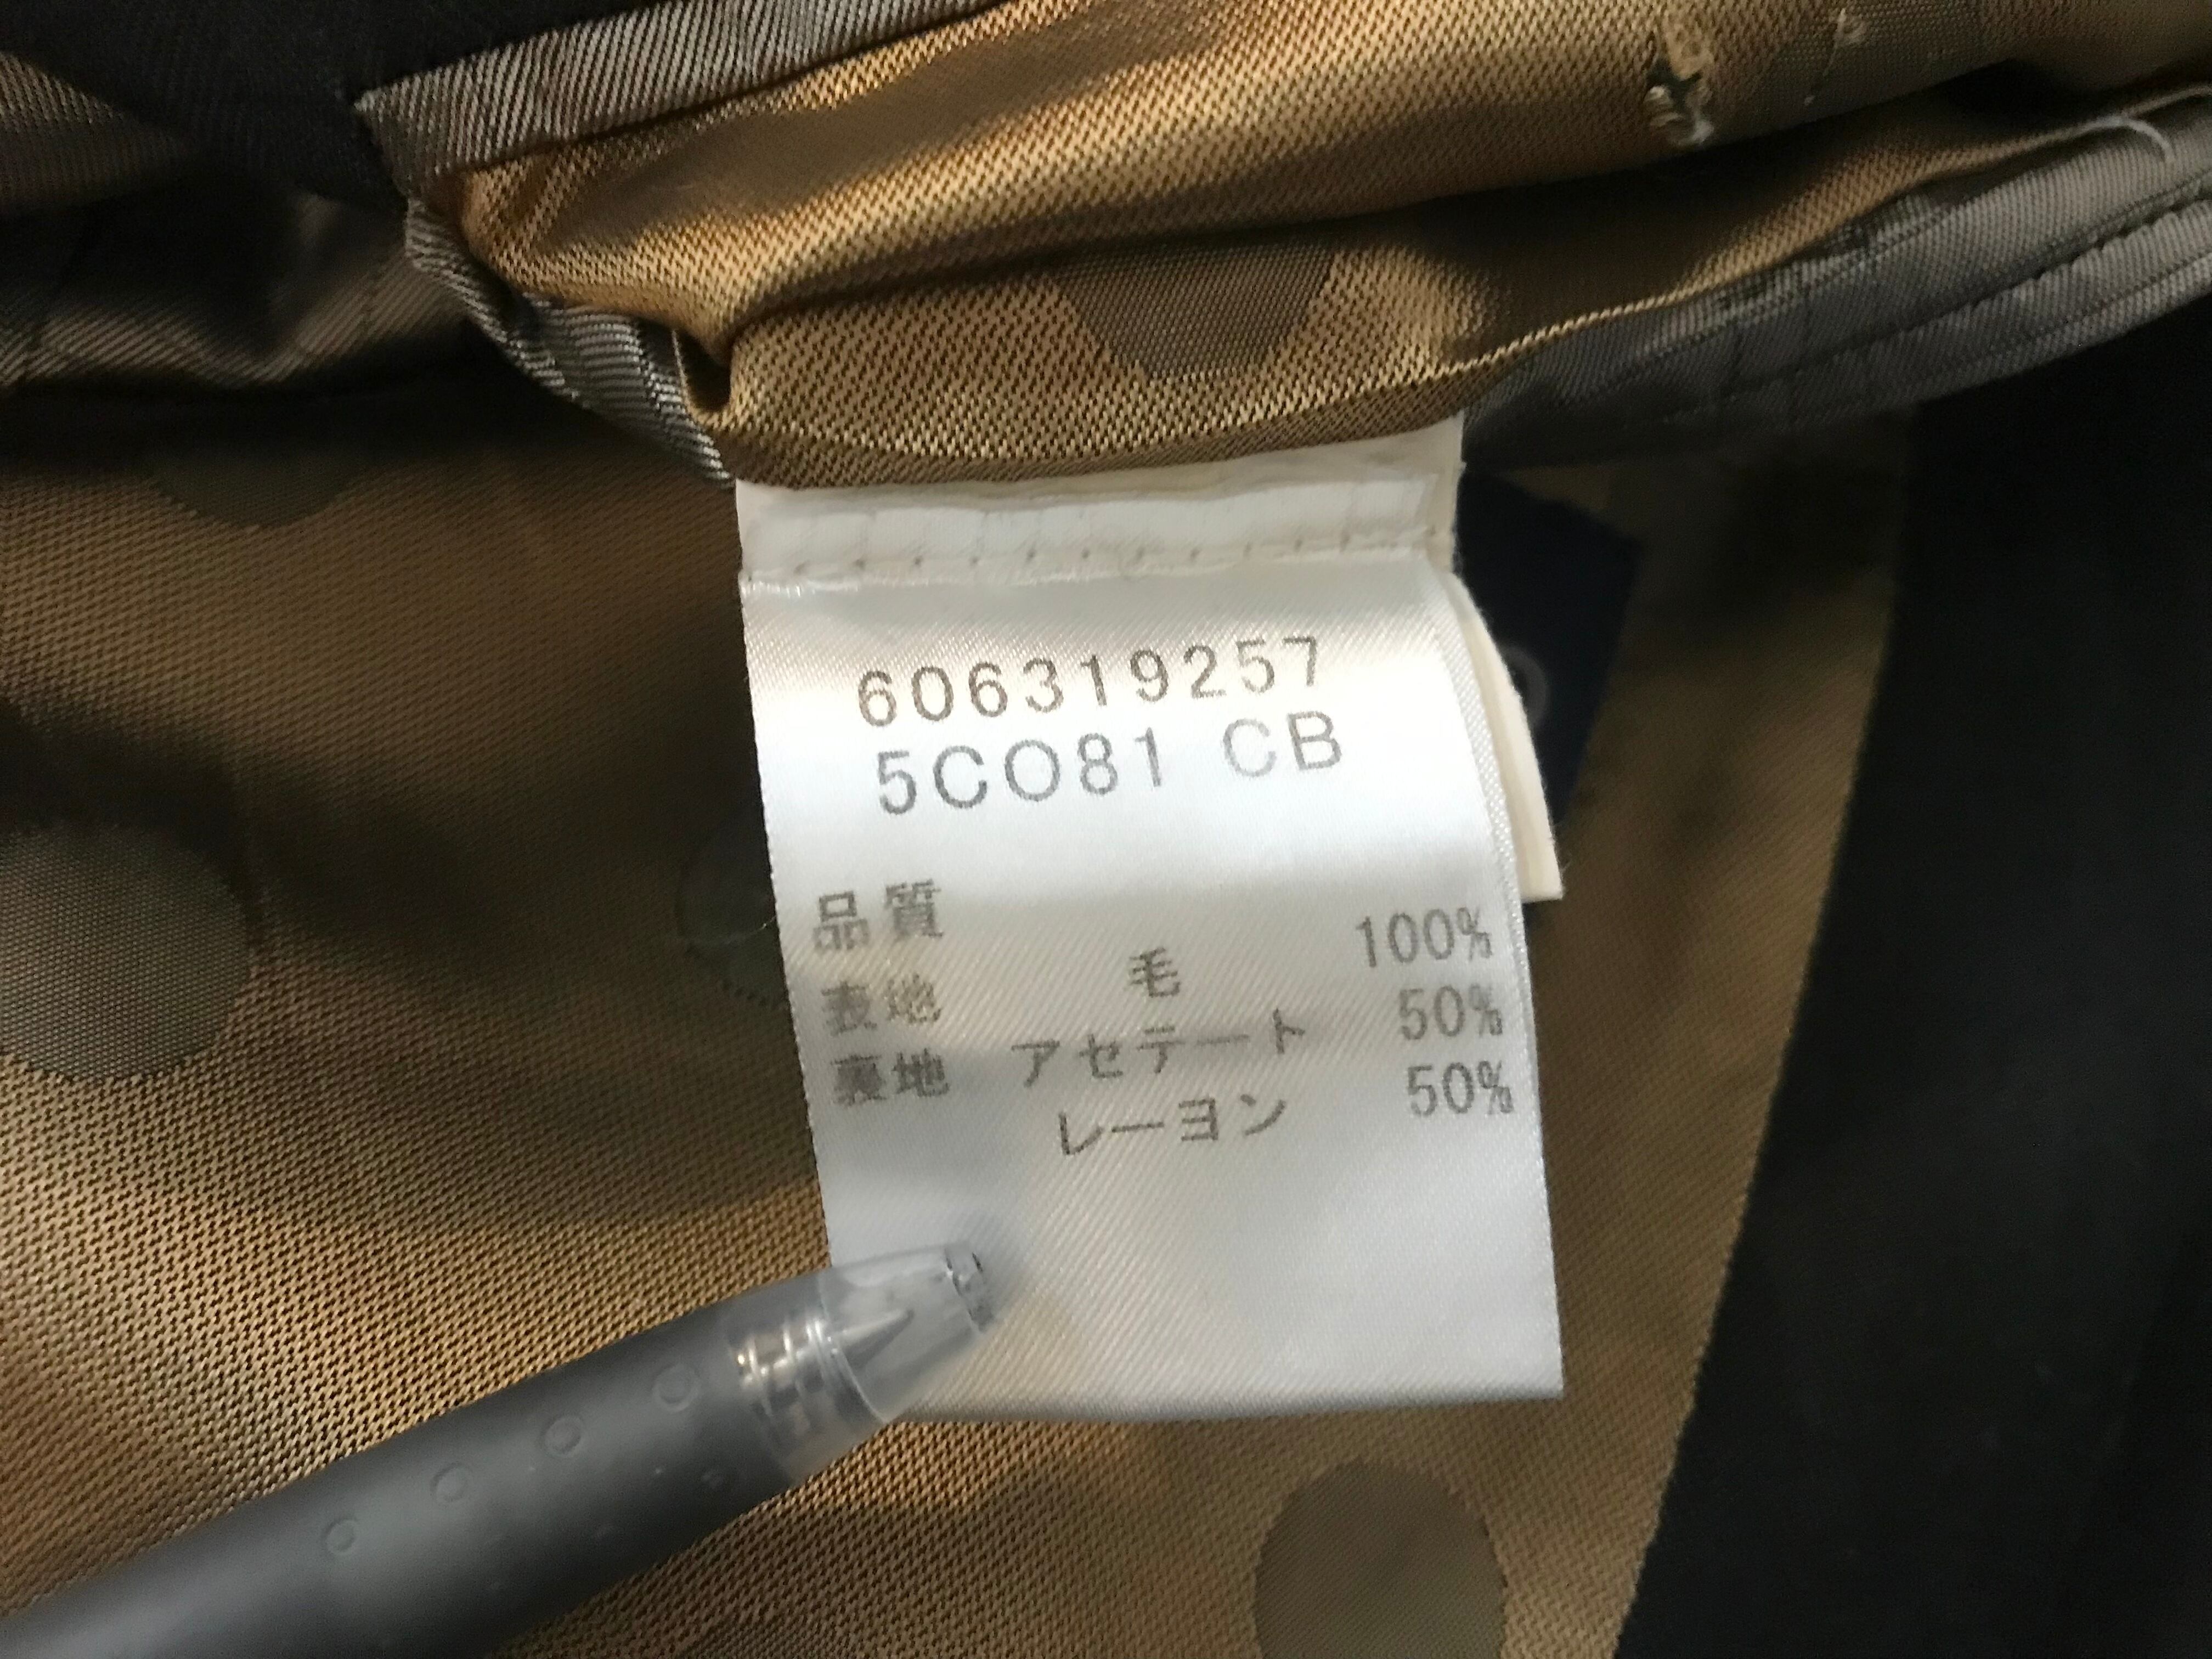 606319257
5CO81 CB
品質
表地 毛 100%
裏地 アセテート 50%
レーヨン 50%